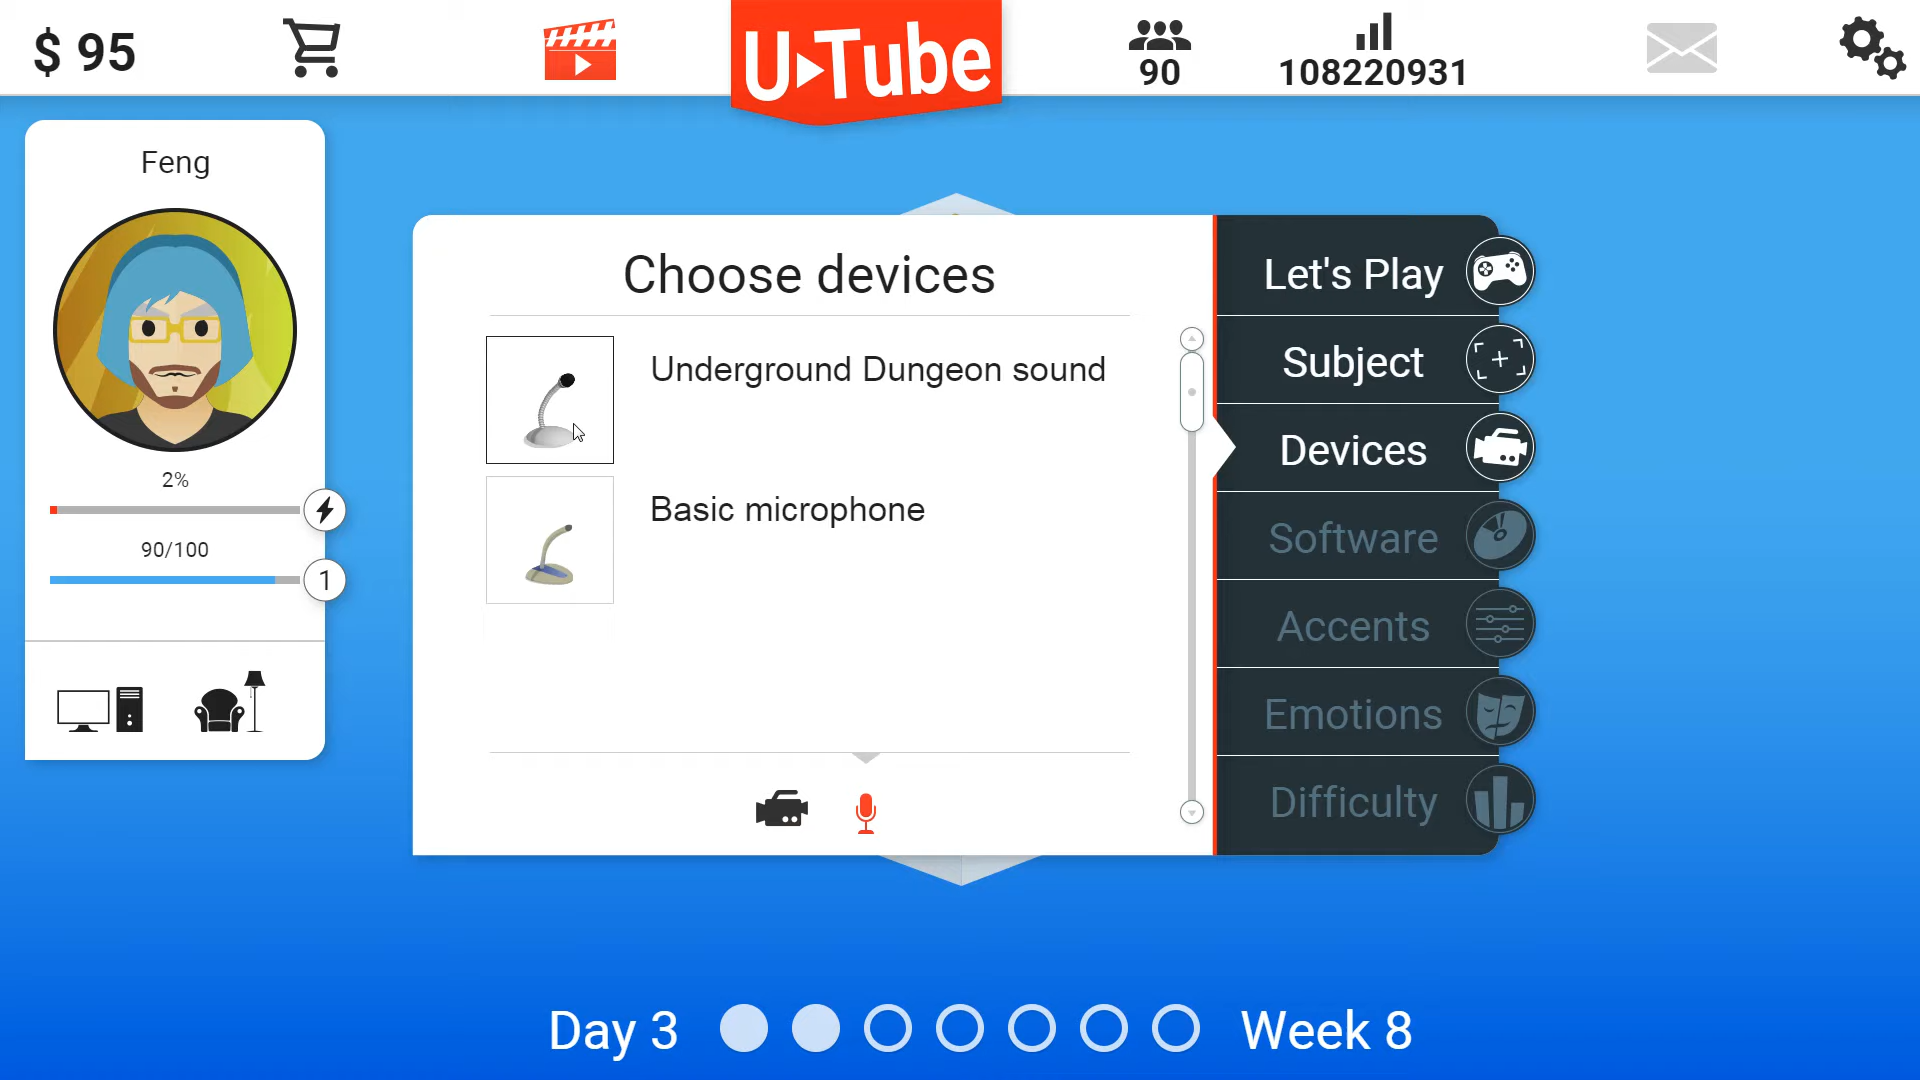 $ 95
U Tube
90
108220931
Feng
2%
90/100
1
Choose devices
Underground Dungeon sound
Basic microphone
Let's Play
Subject
Devices
Software
Accents
Emotions
Difficulty
Day 3
Week 8